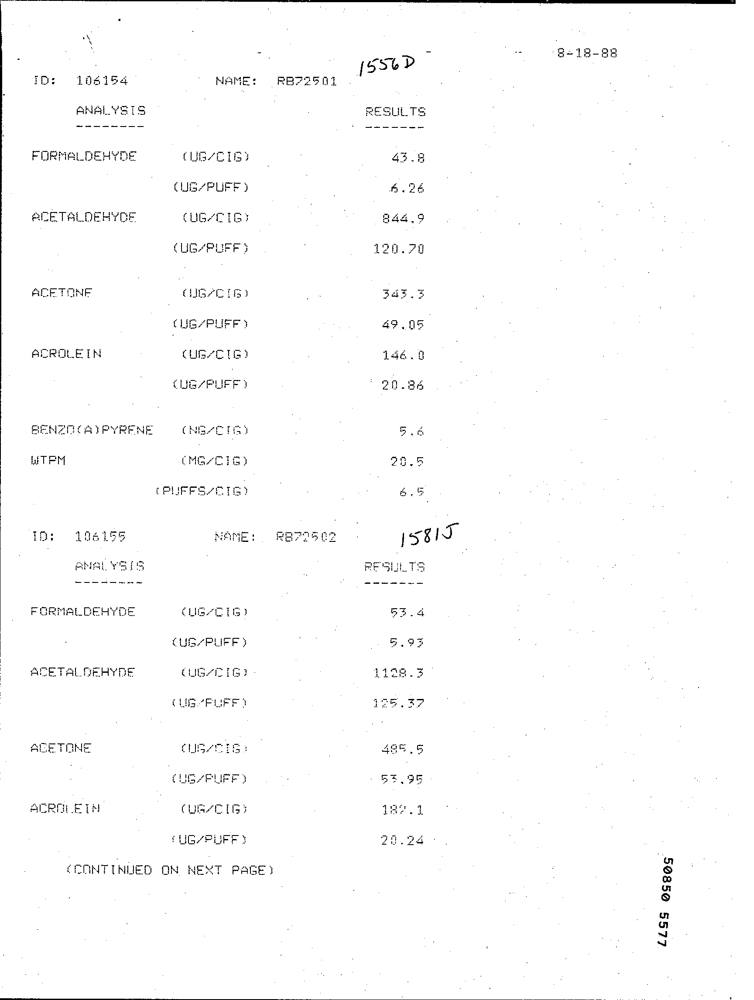 8-18-88
1556D
ID: 106154 NAME: RB72501
ANALYSIS RESULTS
-------- -------
FORMALDEHYDE (UG/CIG) 43.8
(UG/PUFF) 6.26
ACETALDEHYDE (UG/CIG) 844.9
(UG/PUFF) 120.70
ACETONE (UG/CIG) 343.3
(UG/PUFF) 49.05
ACROLEIN (UG/CIG) 146.0
(UG/PUFF) 20.86
BENZO(A)PYRENE (NG/CIG) 5.6
WTPM (MG/CIG) 20.5
(PUFFS/CIG) 6.5
ID: 106155 NAME: RB72502 1581J
ANALYSIS RESULTS
-------- -------
FORMALDEHYDE (UG/CIG) 53.4
(UG/PUFF) 5.93
ACETALDEHYDE (UG/CIG) 1128.3
(UG/PUFF) 125.37
ACETONE (UG/CIG) 485.5
(UG/PUFF) 53.95
ACROLEIN (UG/CIG) 182.1
(UG/PUFF) 20.24
(CONTINUED ON NEXT PAGE)
50850 5577